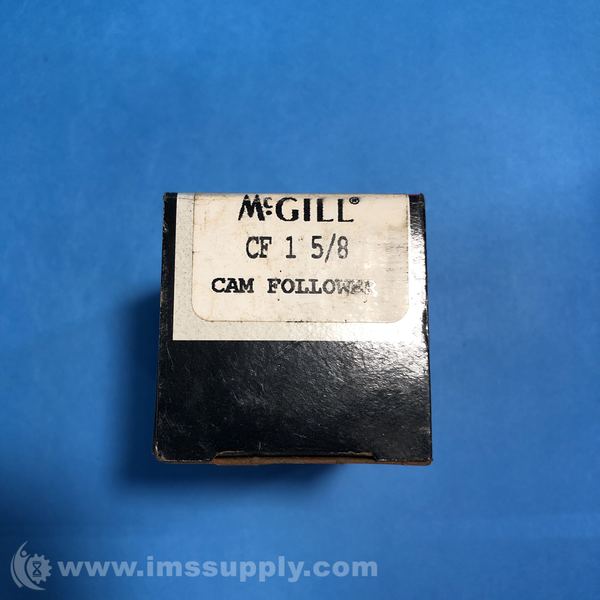 McGILL®
CF 1 5/8
CAM FOLLOWER
www.imssupply.com